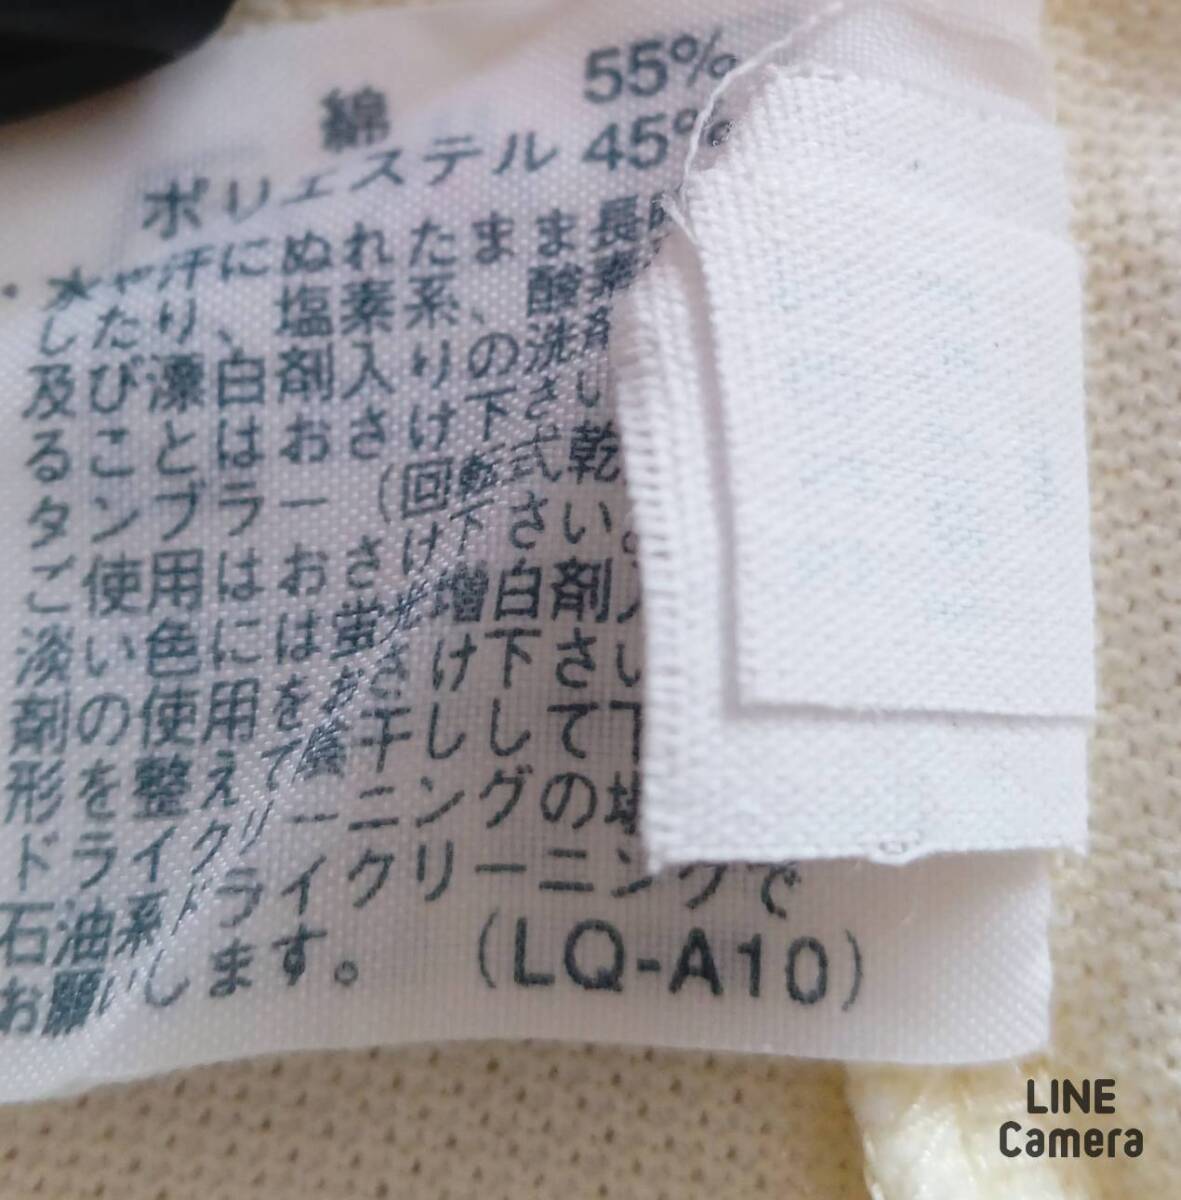 綿 55%
ポリエステル 45%
・水や汗にぬれたまま長
したり、塩素系、酸素
及び漂白剤入りの洗剤
ることはおさけ下さい
タンブラー(回転式乾
ご使用はおさけ下さい。
淡い色には蛍光増白剤入
剤の使用をおさけ下さい
形を整えて陰干しして下
ドライクリーニングの場
石油系ドライクリーニングで
お願いします。 (LQ-A10)
LINE
Camera